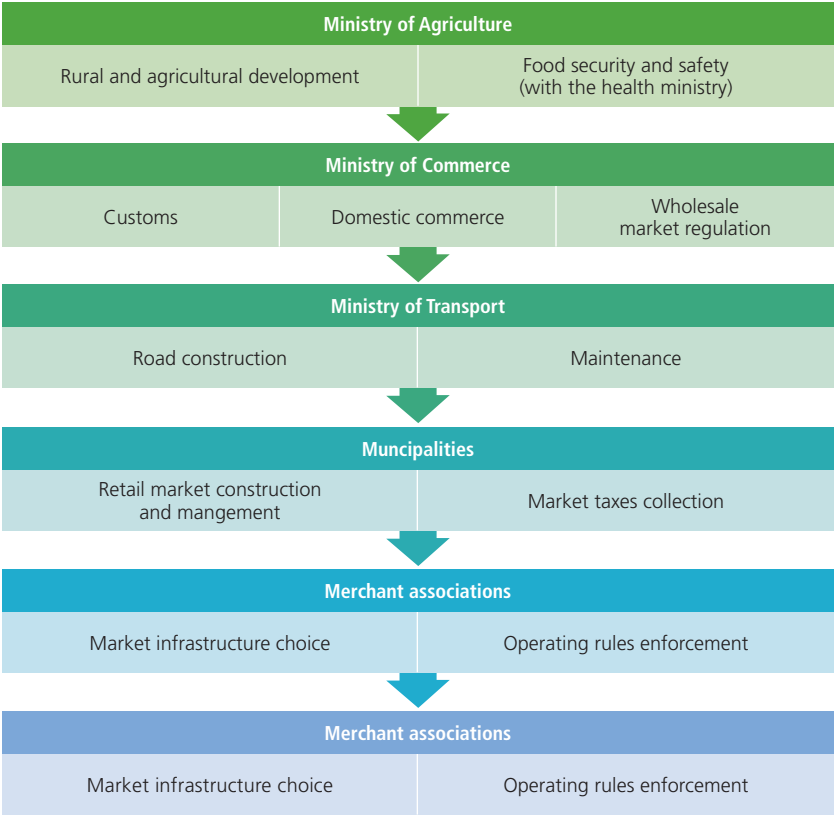 Ministry of Agriculture
Rural and agricultural development
Food security and safety
(with the health ministry)
Ministry of Commerce
Customs
Domestic commerce
Wholesale
market regulation
Ministry of Transport
Road construction
Maintenance
Muncipalities
Retail market construction
and mangement
Market taxes collection
Merchant associations
Market infrastructure choice
Operating rules enforcement
Merchant associations
Market infrastructure choice
Operating rules enforcement